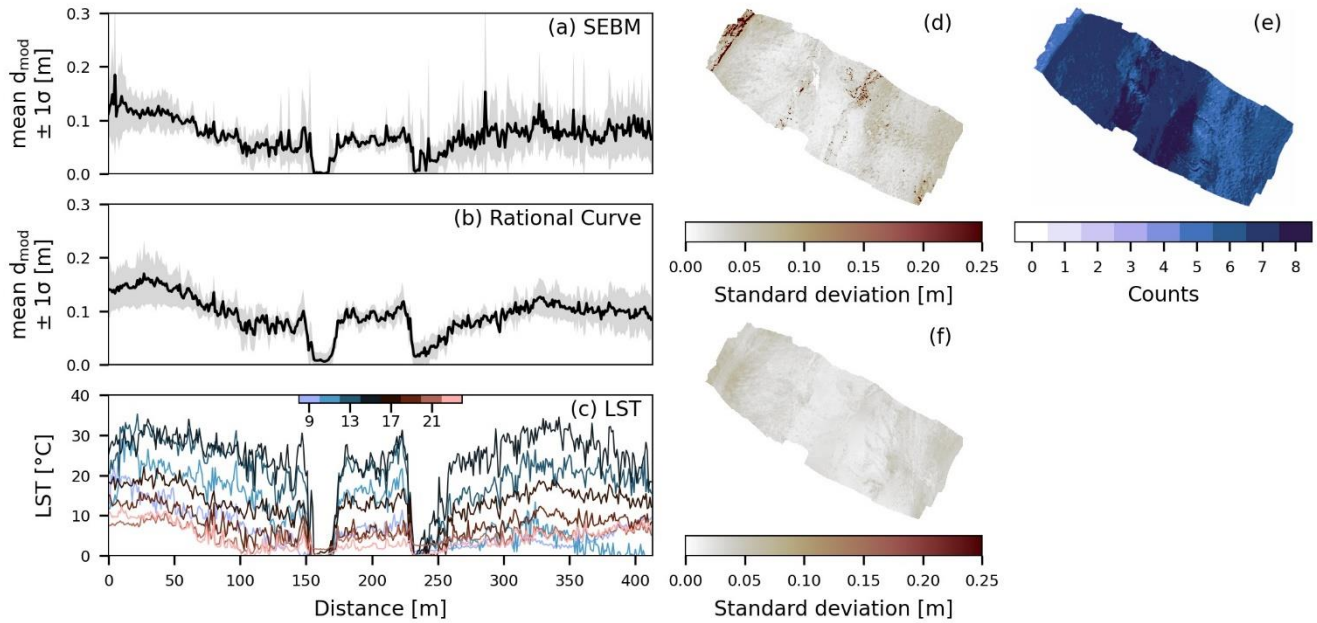 (a) SEBM
mean d_mod
± 1σ [m]
0.3
0.2
0.1
0.0
(b) Rational Curve
mean d_mod
± 1σ [m]
0.3
0.2
0.1
0.0
(c) LST
LST [°C]
40
30
20
10
0
9 13 17 21
0 50 100 150 200 250 300 350 400
Distance [m]
(d)
0.00 0.05 0.10 0.15 0.20 0.25
Standard deviation [m]
(e)
0 1 2 3 4 5 6 7 8
Counts
(f)
0.00 0.05 0.10 0.15 0.20 0.25
Standard deviation [m]